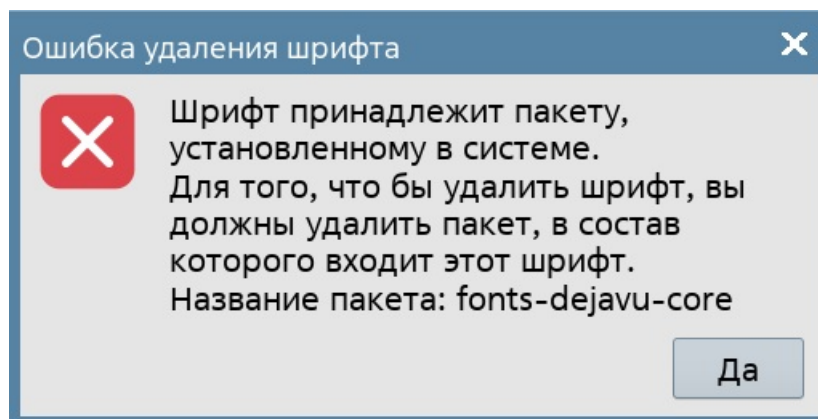 Ошибка удаления шрифта
Шрифт принадлежит пакету,
установленному в системе.
Для того, что бы удалить шрифт, вы
должны удалить пакет, в состав
которого входит этот шрифт.
Название пакета: fonts-dejavu-core
Да